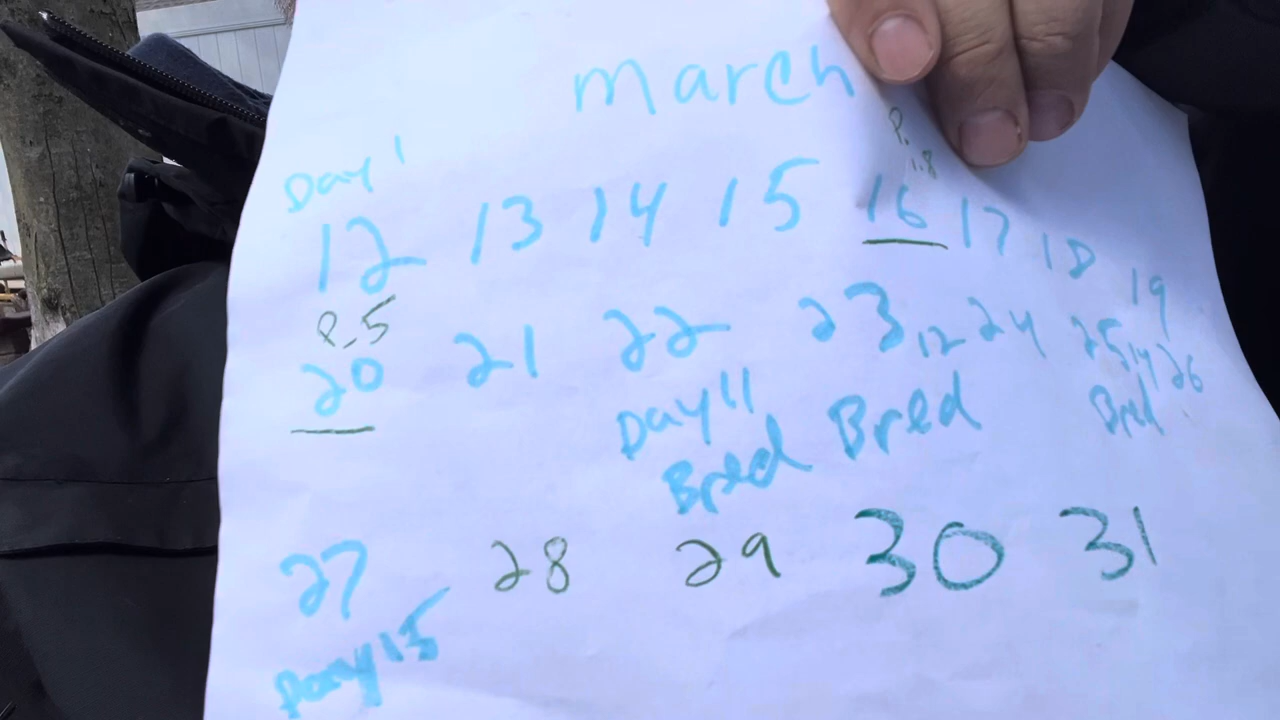 March
Day 1
P. 1.8
12 13 14 15 16 17 18 19
P. 5
20 21 22 23 12 24 25 14 26
Day 11 Bred Bred Bred
27 28 29 30 31
Day 15